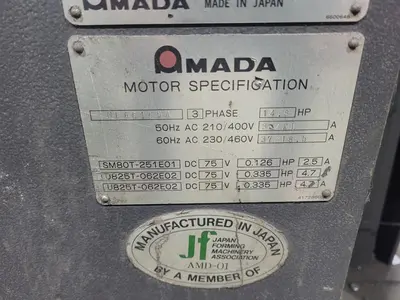 AMADA
MADE IN JAPAN
AMADA
MOTOR SPECIFICATION
3 PHASE HP
50Hz AC 210/400V A
60Hz AC 230/460V A
SMB0T-251E01 DC 75 V 0.126 HP 2.5 A
UB25T-062E02 DC 75 V 0.335 HP 4.7 A
UB25T-062E02 DC 75 V 0.335 HP 4.7 A
MANUFACTURED IN JAPAN
jf
JAPAN
FORMING
MACHINERY
ASSOCIATION
AMD-01
BY A MEMBER OF